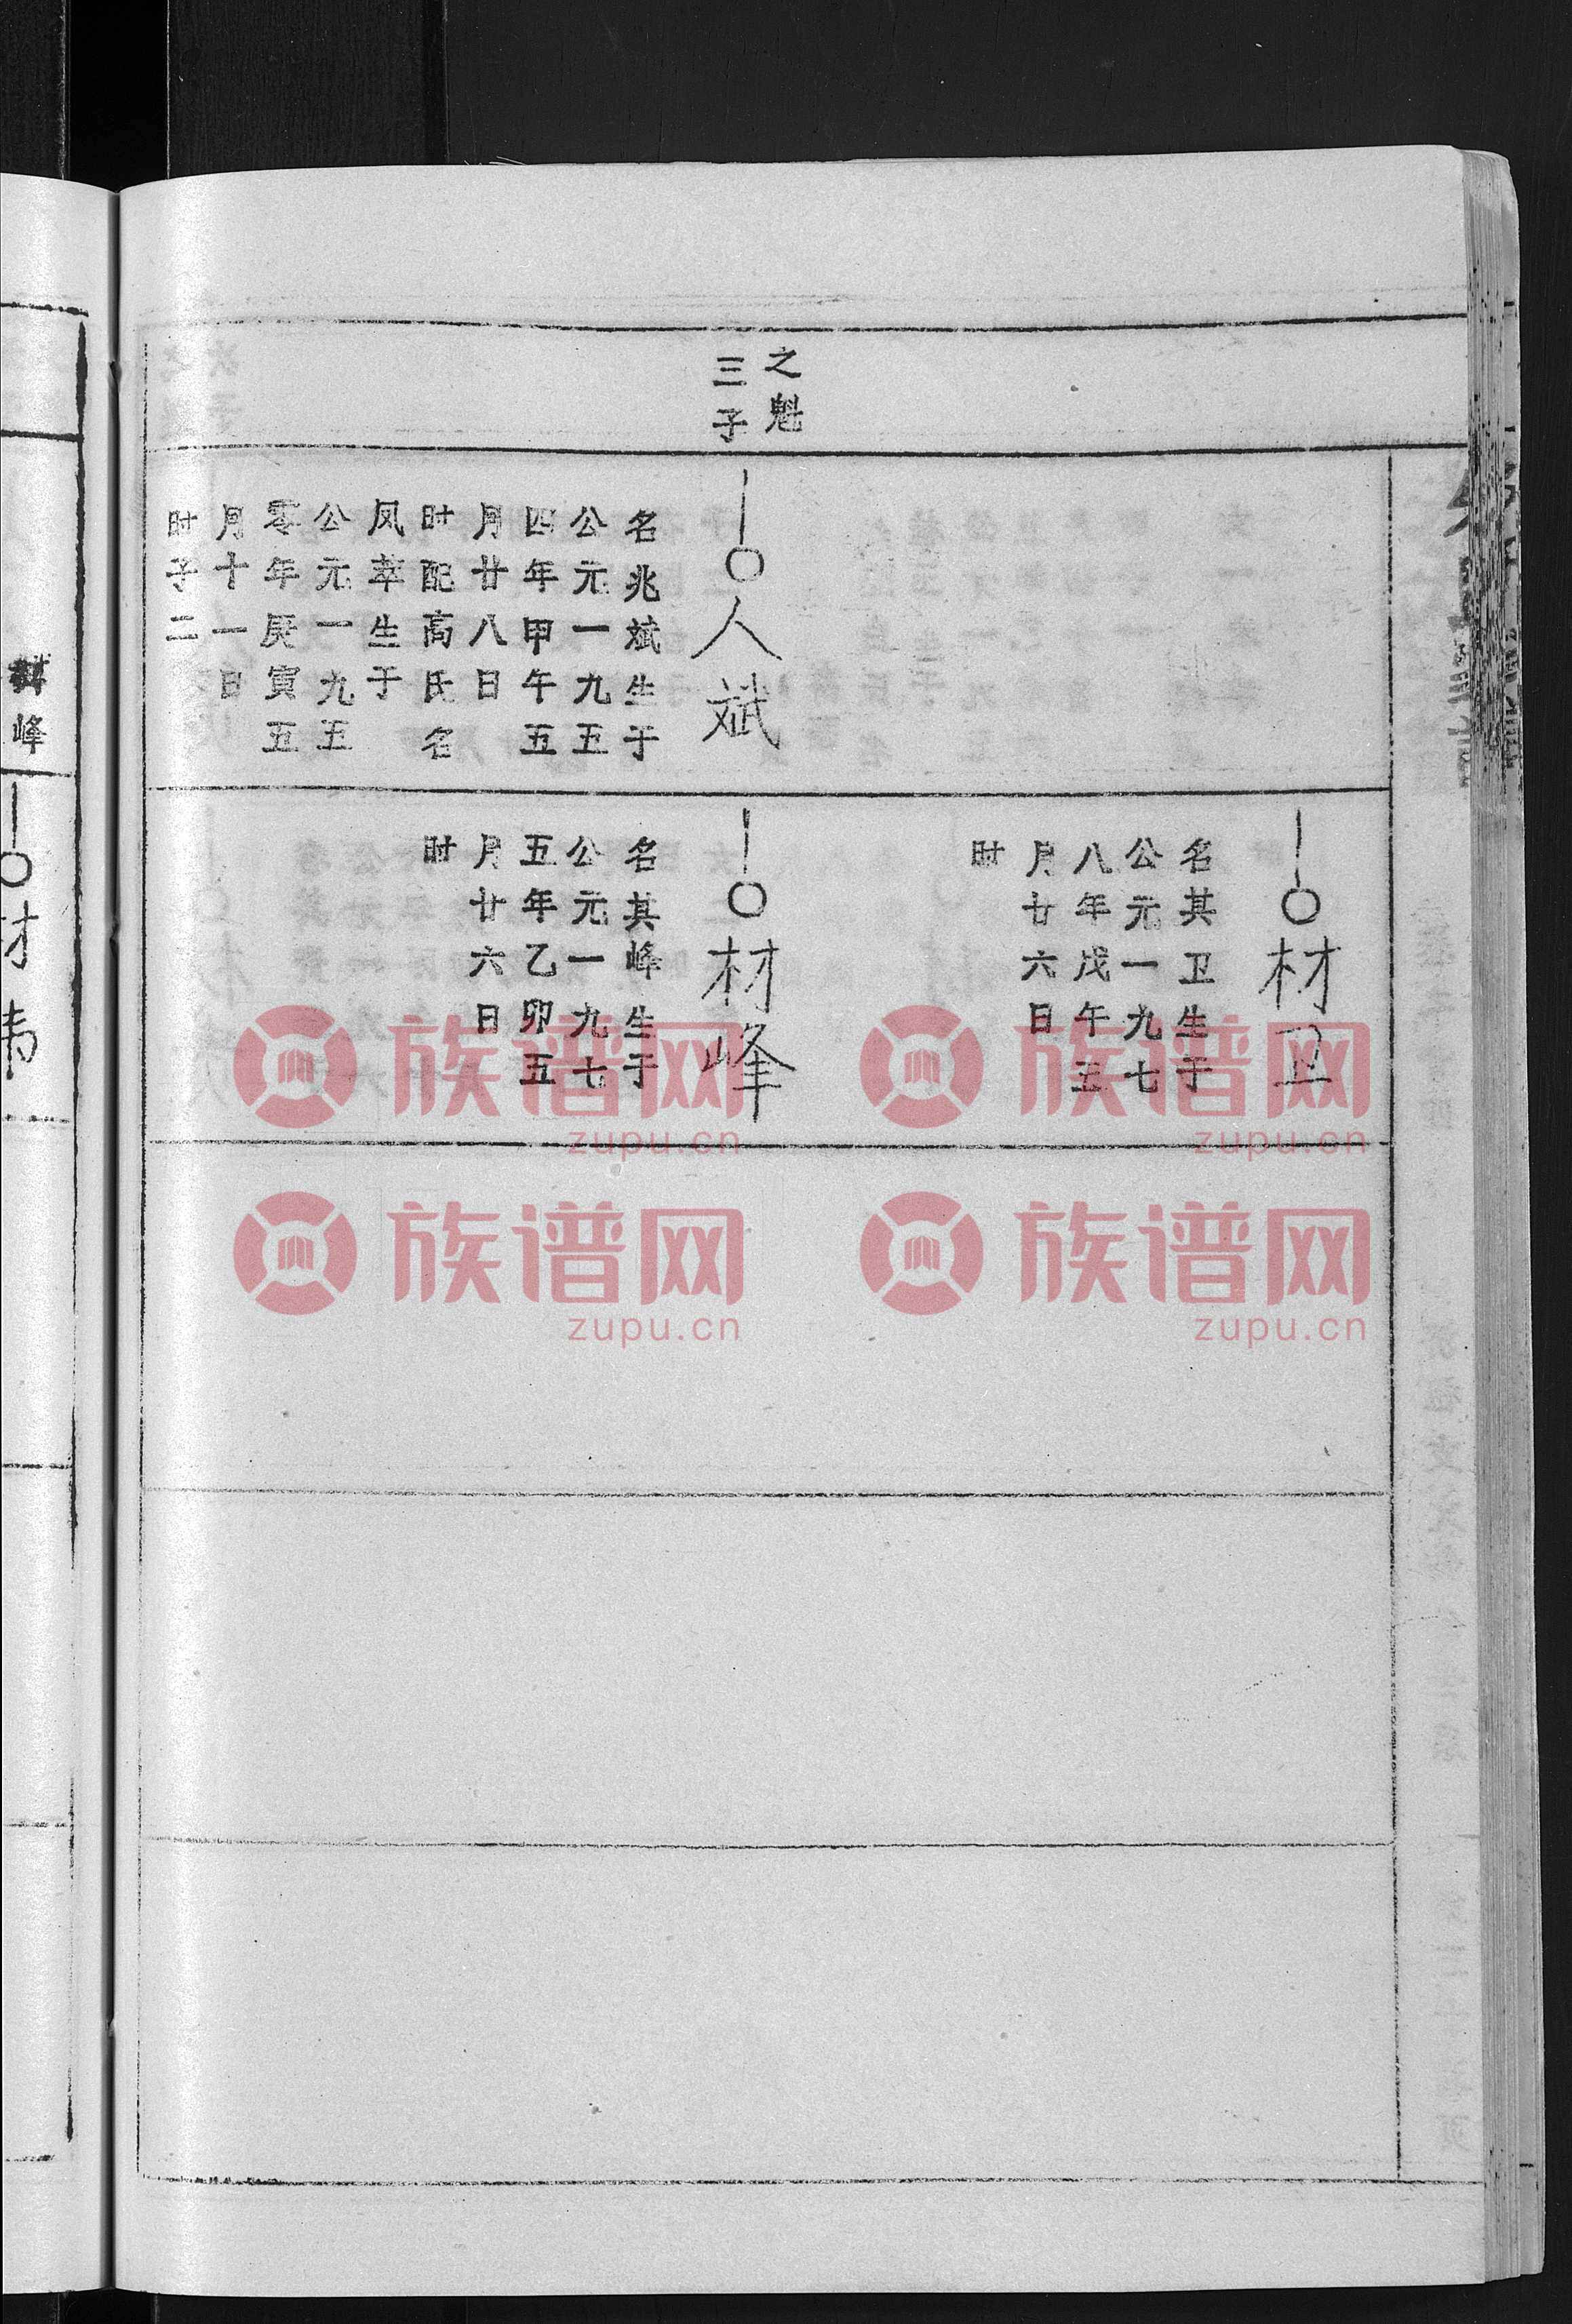 之魁
三子
人斌
名兆斌生于
公元一九五
四年甲午五
月廿八日
时配高氏名
凤萃生于
公元一九五
零年庚寅五
月十一日
时子二
材卫
名其卫生于
公元一九七
八年戊午五
月廿六日
时
材峰
名其峰生于
公元一九七
五年乙卯五
月廿六日
时
峰
材
族谱网
zupu.cn
族谱网
zupu.cn
族谱网
zupu.cn
族谱网
zupu.cn